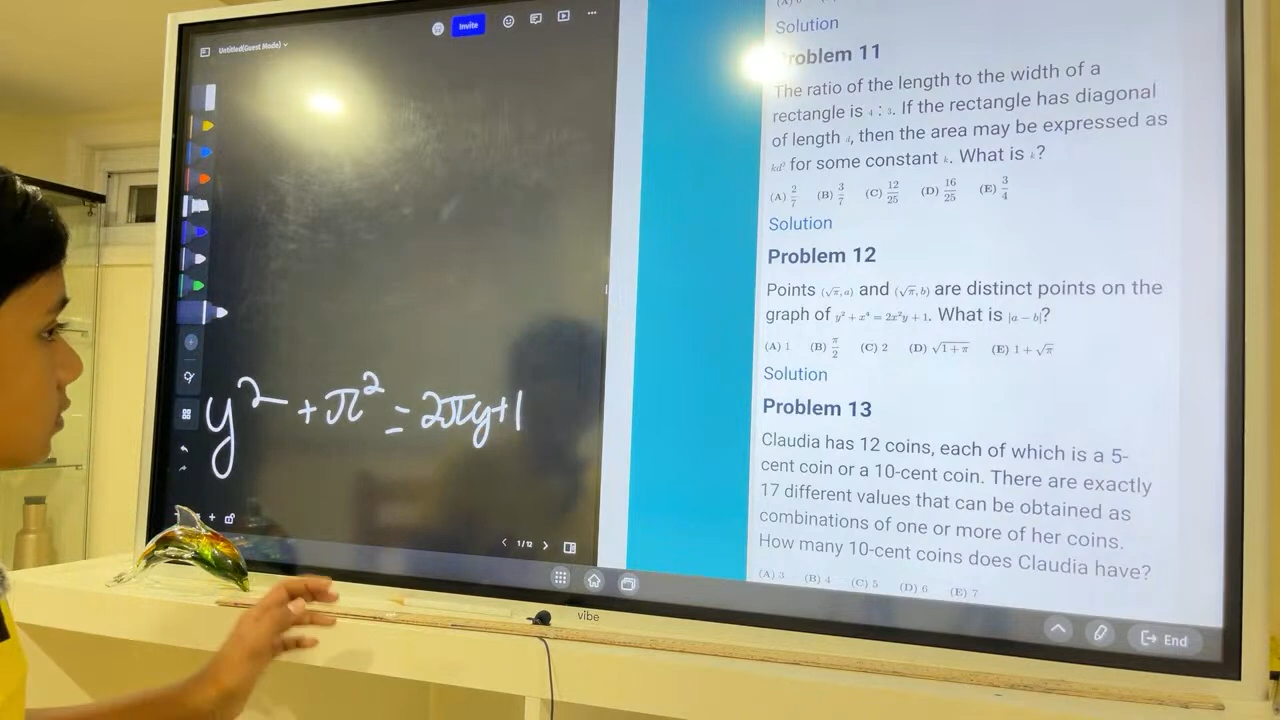 Untitled(Guest Mode)
Invite
y² + π² = 2πy+1
1/12
Solution
Problem 11
The ratio of the length to the width of a
rectangle is 4 : 3. If the rectangle has diagonal
of length d, then the area may be expressed as
kd² for some constant k. What is k?
(A) 2/7 (B) 3/7 (C) 12/25 (D) 16/25 (E) 3/4
Solution
Problem 12
Points (√π, a) and (√π, b) are distinct points on the
graph of y² + x⁴ = 2x²y + 1. What is |a − b|?
(A) 1 (B) π/2 (C) 2 (D) √1+π (E) 1 + √π
Solution
Problem 13
Claudia has 12 coins, each of which is a 5-
cent coin or a 10-cent coin. There are exactly
17 different values that can be obtained as
combinations of one or more of her coins.
How many 10-cent coins does Claudia have?
(A) 3 (B) 4 (C) 5 (D) 6 (E) 7
End
vibe